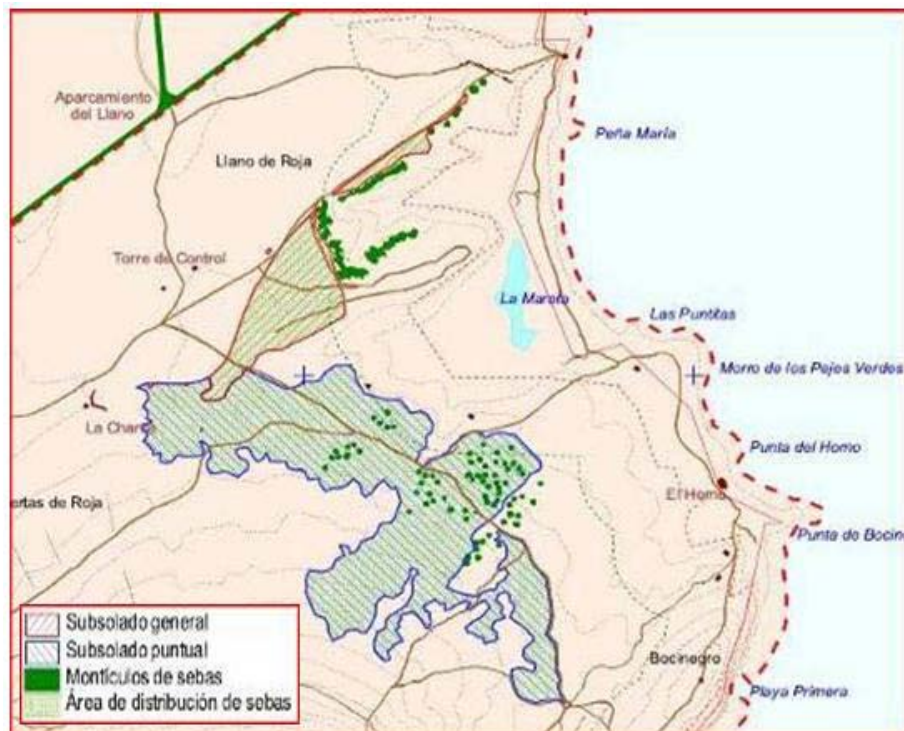 Aparcamiento
del Llano
Peña María
Llano de Roja
Torre de Control
La Mareta
Las Puntitas
Morro de los Pejes Verdes
La Charca
Punta del Horno
El Horno
ertas de Roja
Punta de Bocine
Subsolado general
Subsolado puntual
Montículos de sebas
Área de distribución de sebas
Bocinegro
Playa Primera